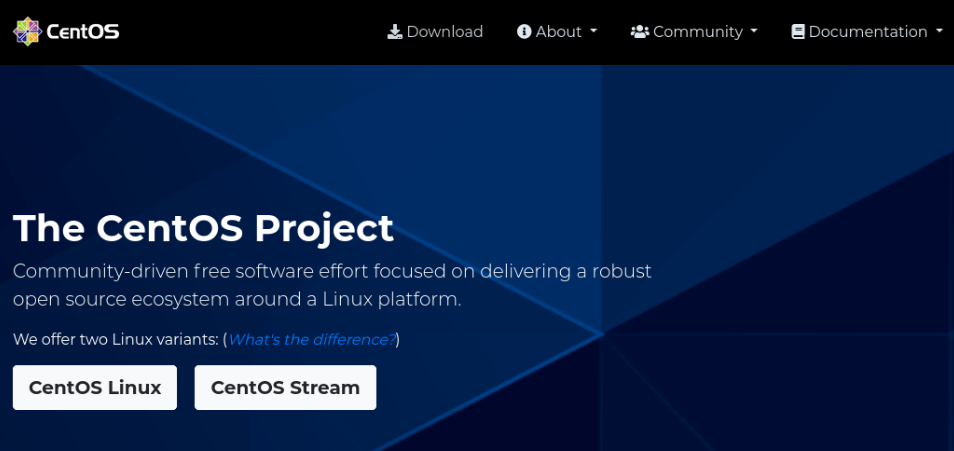 CentOS
Download
About
Community
Documentation
The CentOS Project
Community-driven free software effort focused on delivering a robust
open source ecosystem around a Linux platform.
We offer two Linux variants: (What's the difference?)
CentOS Linux
CentOS Stream